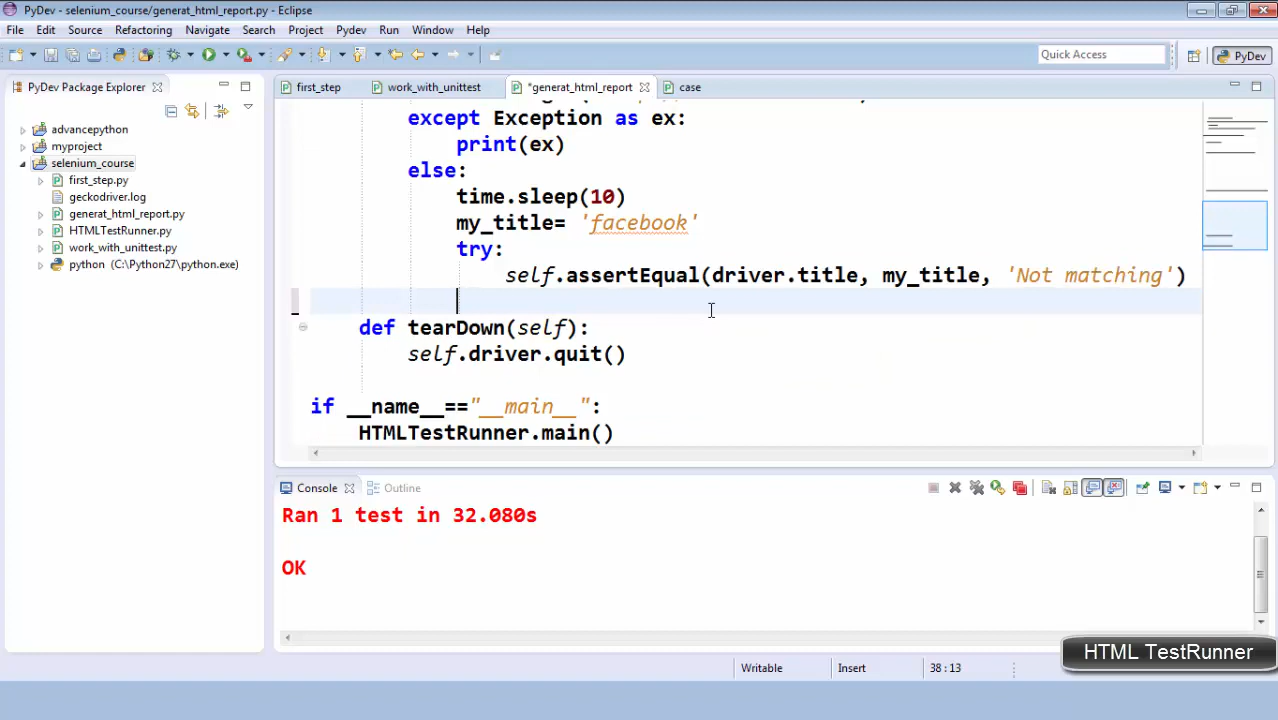 PyDev - selenium_course/generat_html_report.py - Eclipse
File Edit Source Refactoring Navigate Search Project Pydev Run Window Help
Quick Access
PyDev
PyDev Package Explorer
advancepython
myproject
selenium_course
first_step.py
geckodriver.log
generat_html_report.py
HTMLTestRunner.py
work_with_unittest.py
python (C:\Python27\python.exe)
first_step work_with_unittest *generat_html_report case
except Exception as ex:
print(ex)
else:
time.sleep(10)
my_title= 'facebook'
try:
self.assertEqual(driver.title, my_title, 'Not matching')
def tearDown(self):
self.driver.quit()
if __name__=="__main__":
HTMLTestRunner.main()
Console Outline
Ran 1 test in 32.080s
OK
HTML TestRunner
Writable Insert 38:13